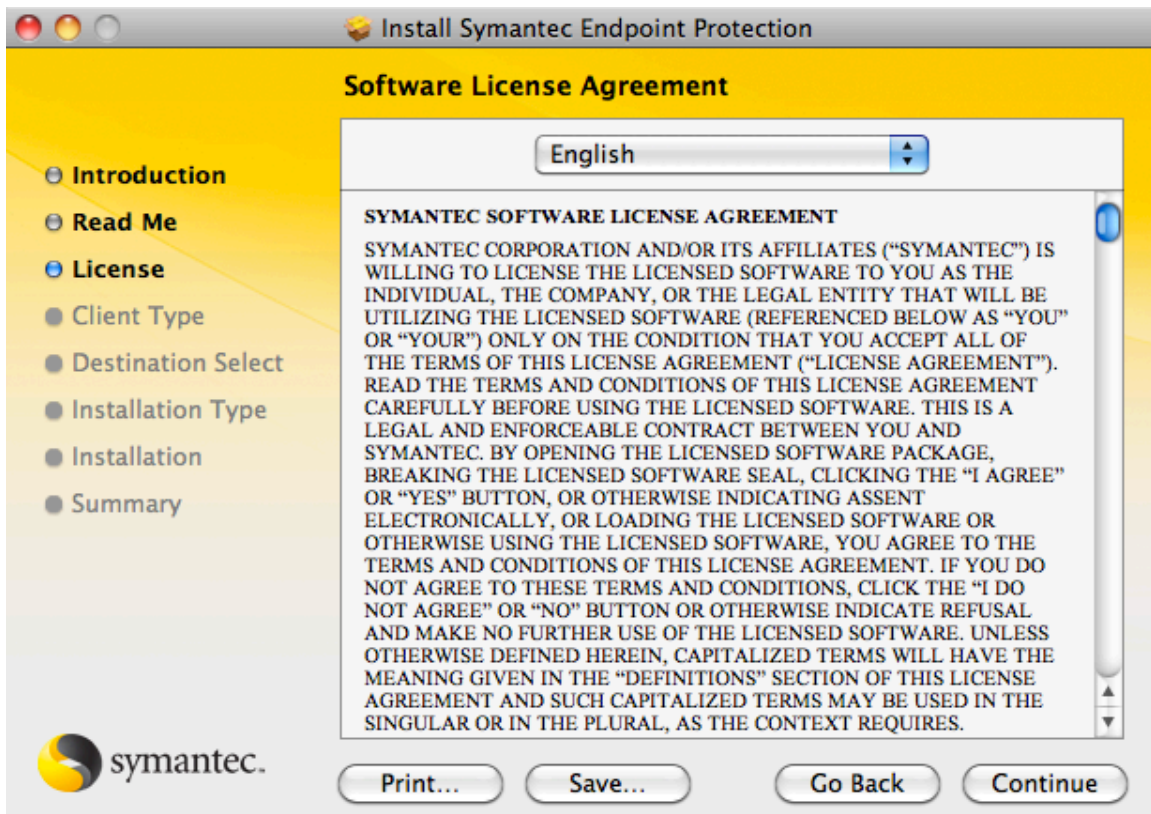 Install Symantec Endpoint Protection
Software License Agreement
Introduction
Read Me
License
Client Type
Destination Select
Installation Type
Installation
Summary
English
SYMANTEC SOFTWARE LICENSE AGREEMENT
SYMANTEC CORPORATION AND/OR ITS AFFILIATES (“SYMANTEC”) IS
WILLING TO LICENSE THE LICENSED SOFTWARE TO YOU AS THE
INDIVIDUAL, THE COMPANY, OR THE LEGAL ENTITY THAT WILL BE
UTILIZING THE LICENSED SOFTWARE (REFERENCED BELOW AS “YOU”
OR “YOUR”) ONLY ON THE CONDITION THAT YOU ACCEPT ALL OF
THE TERMS OF THIS LICENSE AGREEMENT (“LICENSE AGREEMENT”).
READ THE TERMS AND CONDITIONS OF THIS LICENSE AGREEMENT
CAREFULLY BEFORE USING THE LICENSED SOFTWARE. THIS IS A
LEGAL AND ENFORCEABLE CONTRACT BETWEEN YOU AND
SYMANTEC. BY OPENING THE LICENSED SOFTWARE PACKAGE,
BREAKING THE LICENSED SOFTWARE SEAL, CLICKING THE “I AGREE”
OR “YES” BUTTON, OR OTHERWISE INDICATING ASSENT
ELECTRONICALLY, OR LOADING THE LICENSED SOFTWARE OR
OTHERWISE USING THE LICENSED SOFTWARE, YOU AGREE TO THE
TERMS AND CONDITIONS OF THIS LICENSE AGREEMENT. IF YOU DO
NOT AGREE TO THESE TERMS AND CONDITIONS, CLICK THE “I DO
NOT AGREE” OR “NO” BUTTON OR OTHERWISE INDICATE REFUSAL
AND MAKE NO FURTHER USE OF THE LICENSED SOFTWARE. UNLESS
OTHERWISE DEFINED HEREIN, CAPITALIZED TERMS WILL HAVE THE
MEANING GIVEN IN THE “DEFINITIONS” SECTION OF THIS LICENSE
AGREEMENT AND SUCH CAPITALIZED TERMS MAY BE USED IN THE
SINGULAR OR IN THE PLURAL, AS THE CONTEXT REQUIRES.
symantec.
Print... Save... Go Back Continue